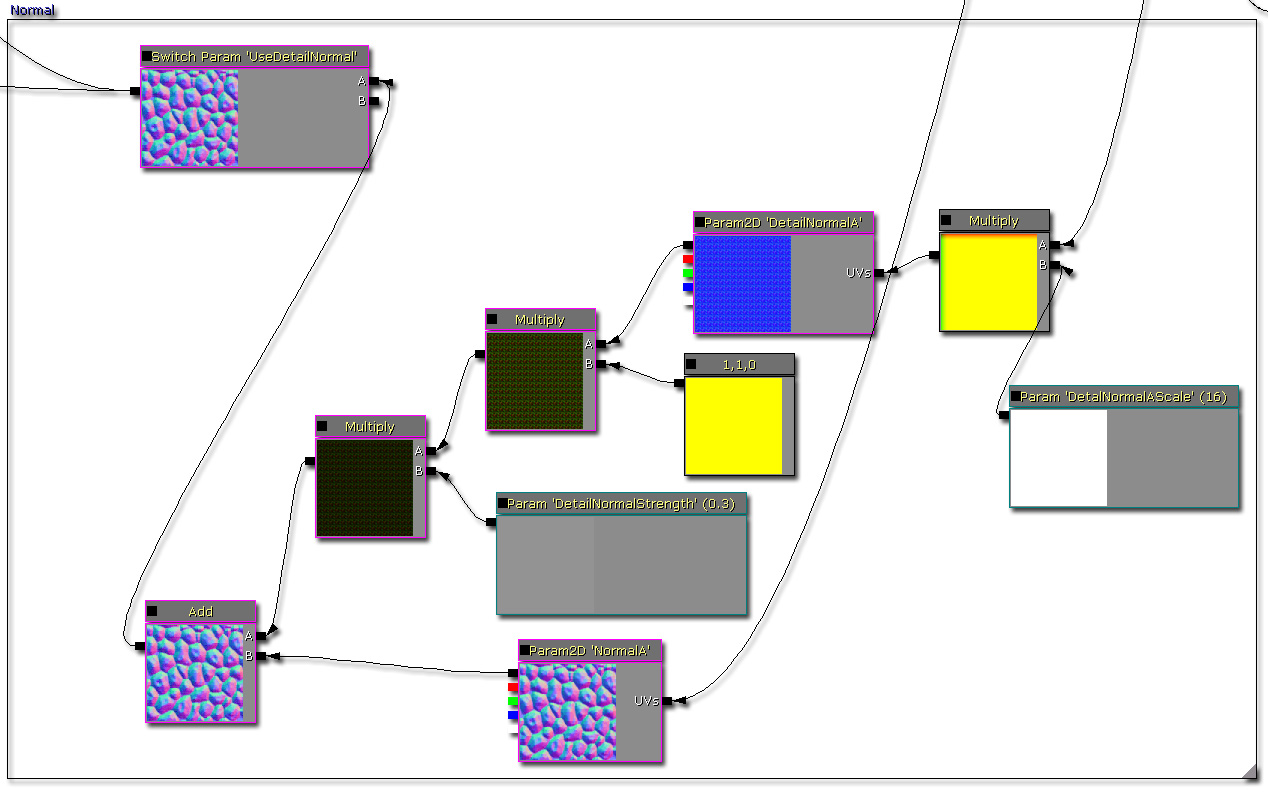 Normal
Switch Param 'UseDetailNormal'
A
B
Param2D 'DetailNormalA'
UVs
Multiply
A
B
Multiply
A
B
1,1,0
Param 'DetalNormalAScale' (16)
Multiply
A
B
Param 'DetailNormalStrength' (0.3)
Add
A
B
Param2D 'NormalA'
UVs